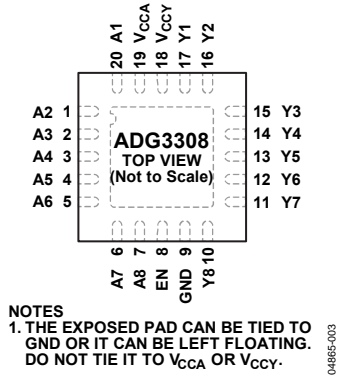 20 A1
19 VCCA
18 VCCY
17 Y1
16 Y2
A2 1
A3 2
A4 3
A5 4
A6 5
ADG3308
TOP VIEW
(Not to Scale)
15 Y3
14 Y4
13 Y5
12 Y6
11 Y7
A7 6
A8 7
EN 8
GND 9
Y8 10
NOTES
1. THE EXPOSED PAD CAN BE TIED TO
GND OR IT CAN BE LEFT FLOATING.
DO NOT TIE IT TO VCCA OR VCCY.
04865-003